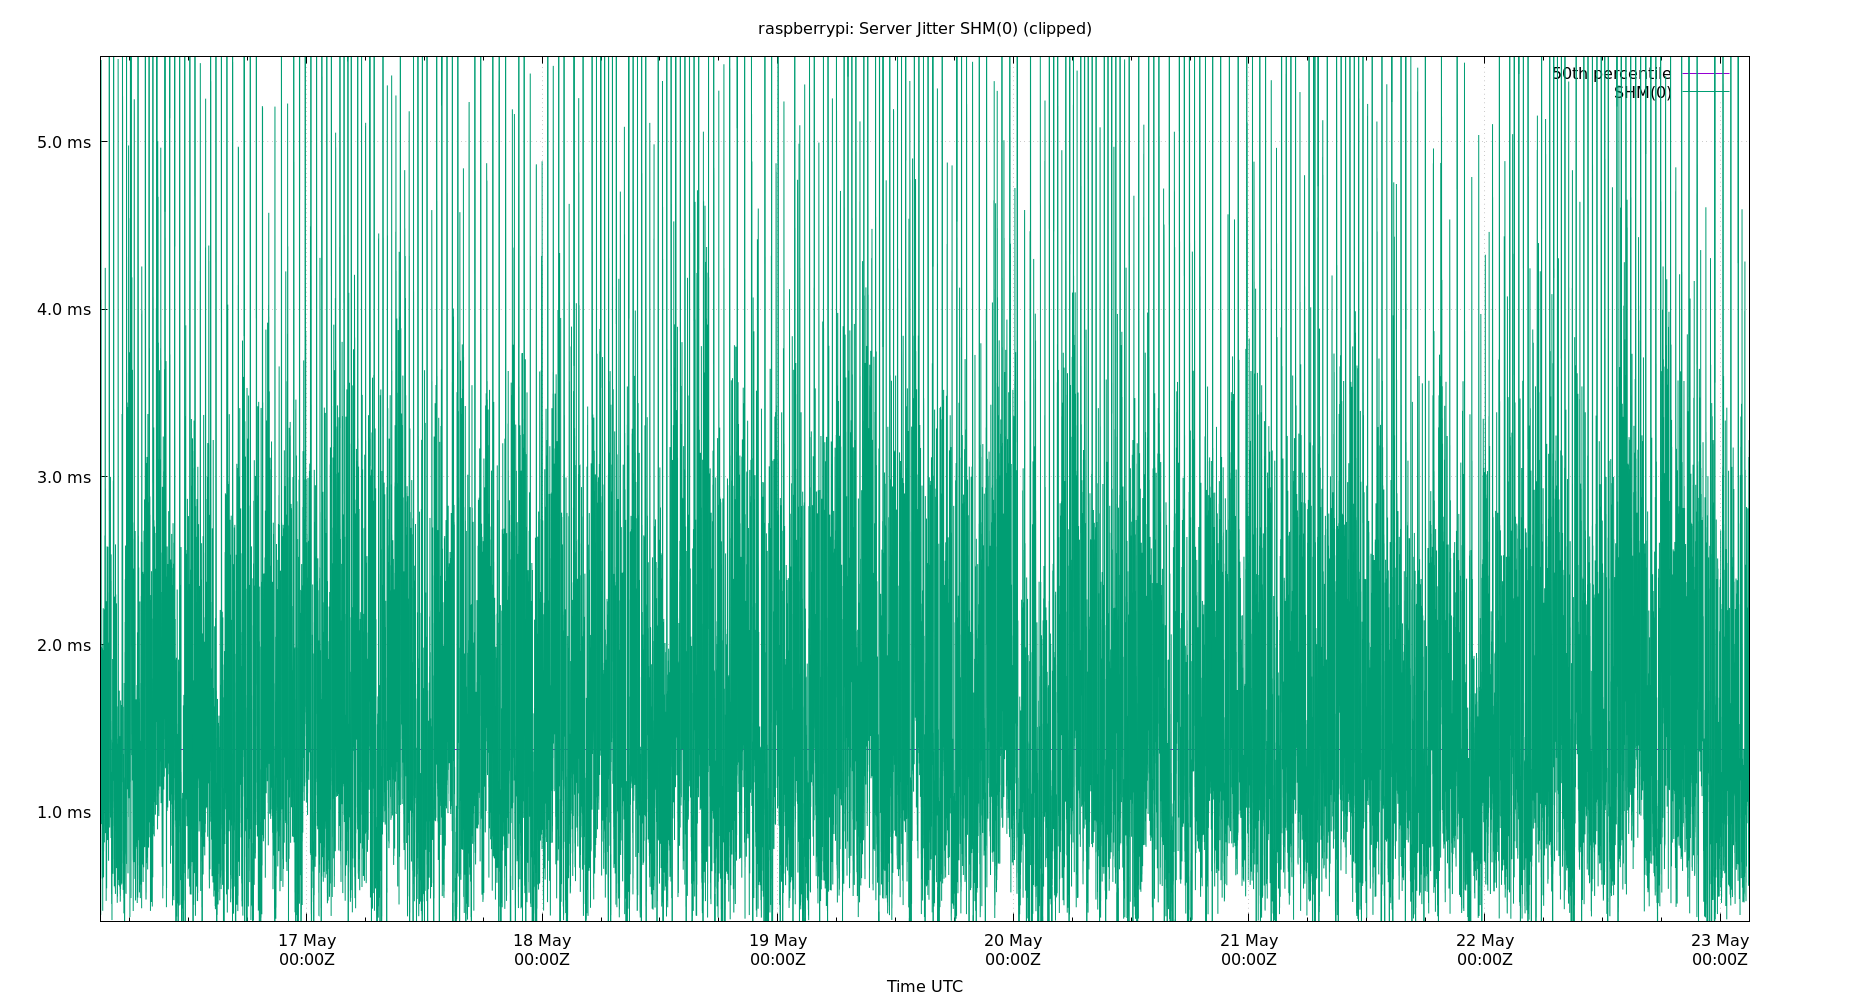 raspberrypi: Server Jitter SHM(0) (clipped)
50th percentile
SHM(0)
5.0 ms
4.0 ms
3.0 ms
2.0 ms
1.0 ms
17 May 18 May 19 May 20 May 21 May 22 May 23 May
00:00Z 00:00Z 00:00Z 00:00Z 00:00Z 00:00Z 00:00Z
Time UTC